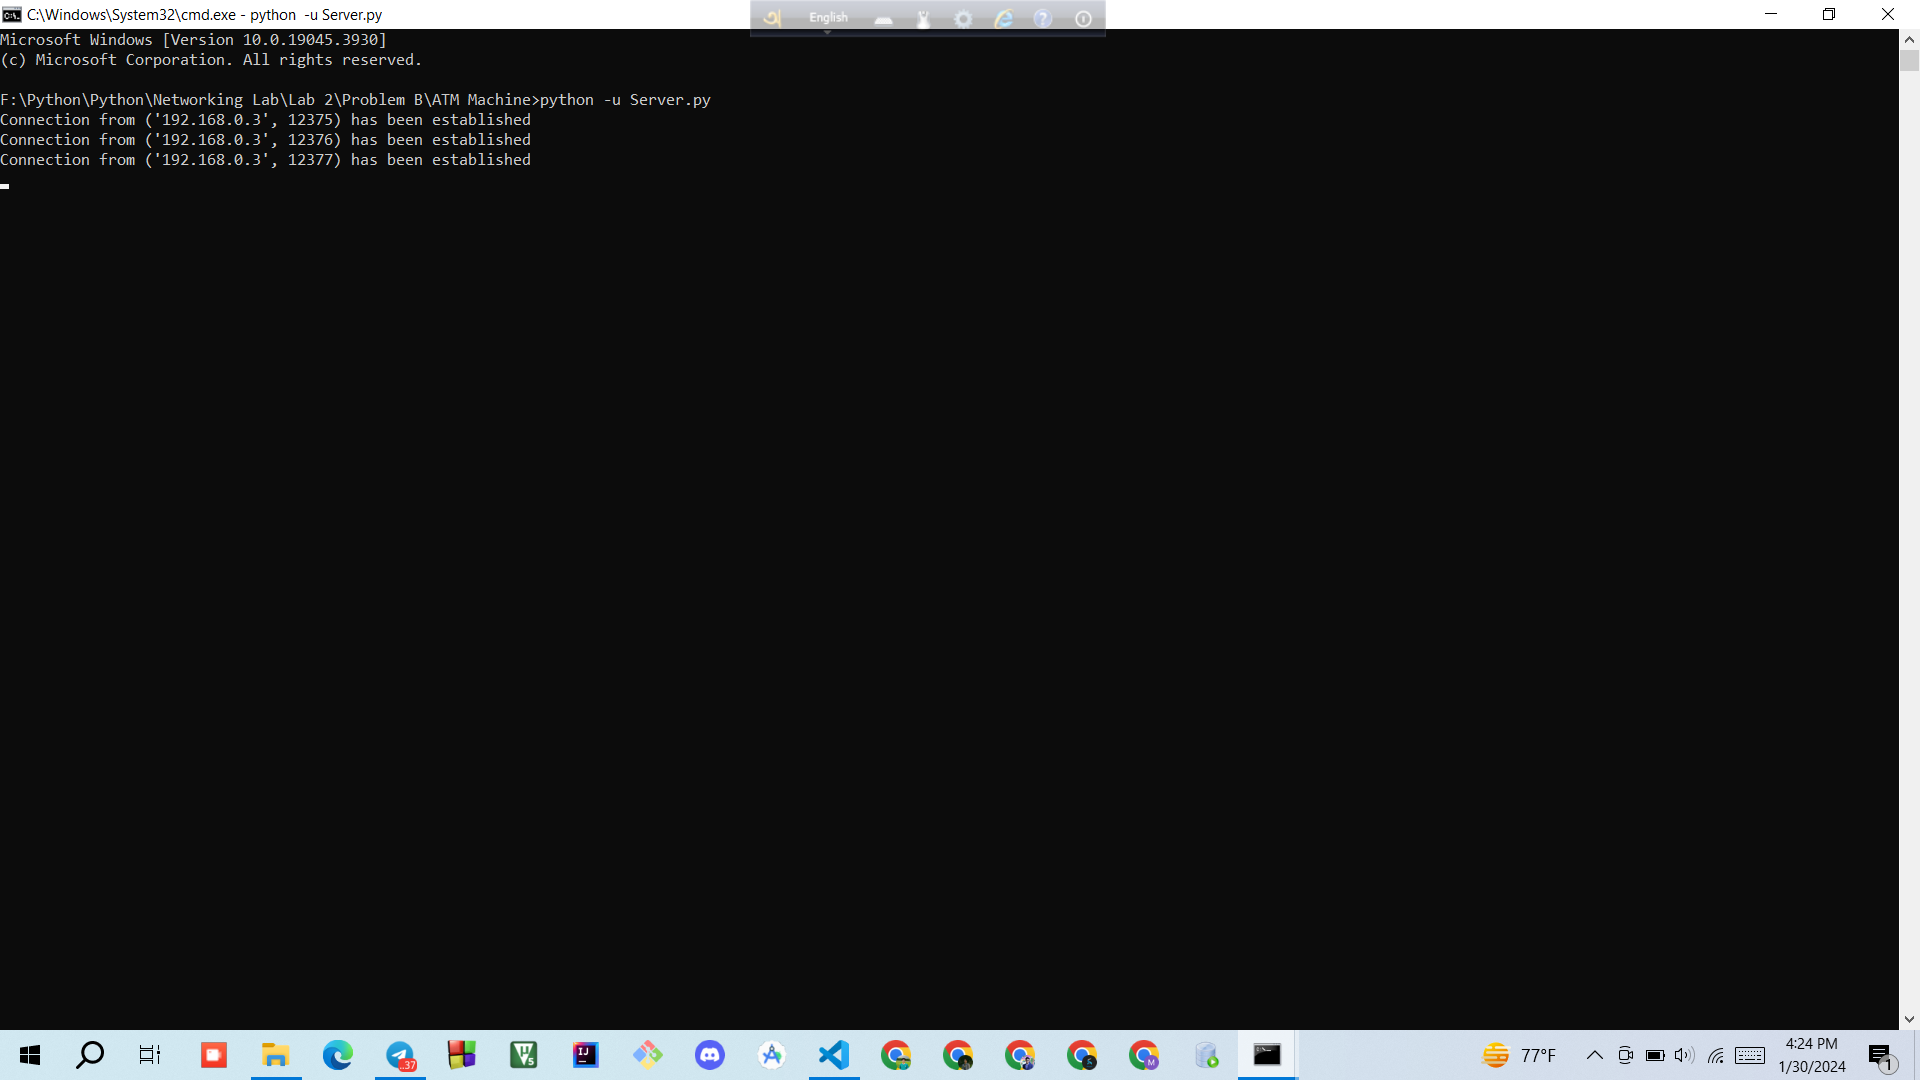 C:\Windows\System32\cmd.exe - python  -u Server.py
English
Microsoft Windows [Version 10.0.19045.3930]
(c) Microsoft Corporation. All rights reserved.
F:\Python\Python\Networking Lab\Lab 2\Problem B\ATM Machine>python -u Server.py
Connection from ('192.168.0.3', 12375) has been established
Connection from ('192.168.0.3', 12376) has been established
Connection from ('192.168.0.3', 12377) has been established
77°F
4:24 PM
1/30/2024
1